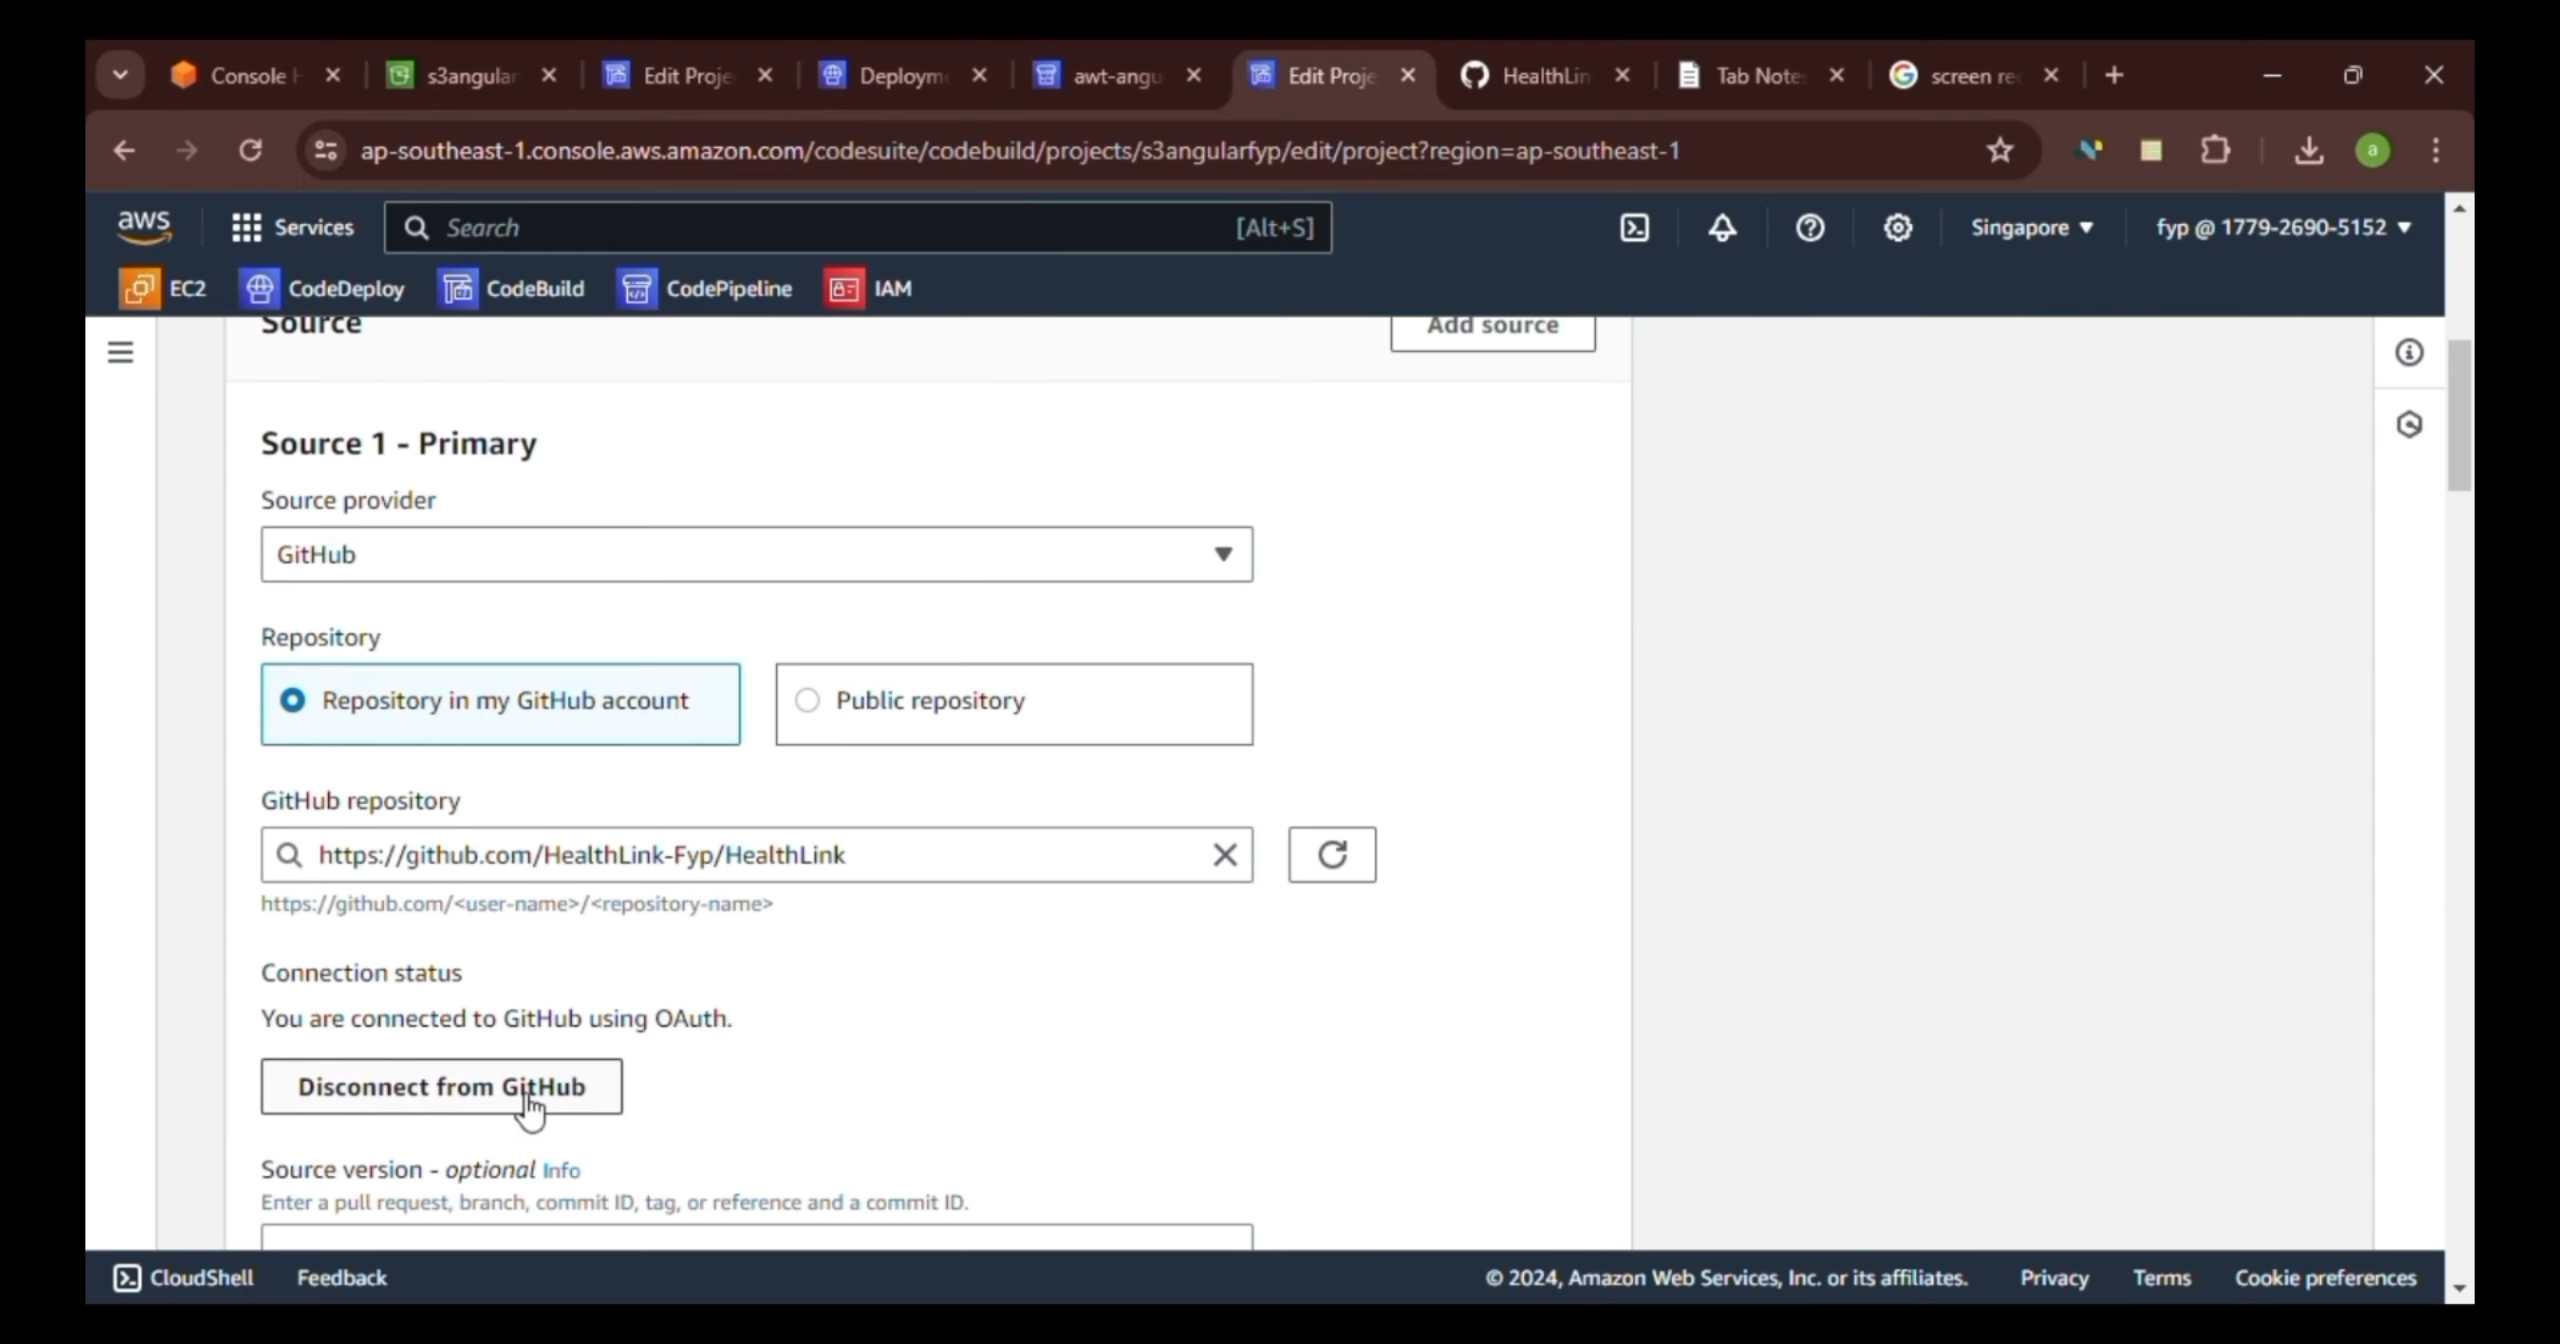 Console H
s3angular
Edit Proje
Deployme
awt-angu
Edit Proje
HealthLin
Tab Note
screen re
ap-southeast-1.console.aws.amazon.com/codesuite/codebuild/projects/s3angularfyp/edit/project?region=ap-southeast-1
a
aws
Services
Search
[Alt+S]
Singapore
fyp @ 1779-2690-5152
EC2
CodeDeploy
CodeBuild
CodePipeline
IAM
Source
Add source
Source 1 - Primary
Source provider
GitHub
Repository
Repository in my GitHub account
Public repository
GitHub repository
https://github.com/HealthLink-Fyp/HealthLink
https://github.com/<user-name>/<repository-name>
Connection status
You are connected to GitHub using OAuth.
Disconnect from GitHub
Source version - optional Info
Enter a pull request, branch, commit ID, tag, or reference and a commit ID.
CloudShell
Feedback
© 2024, Amazon Web Services, Inc. or its affiliates.
Privacy
Terms
Cookie preferences